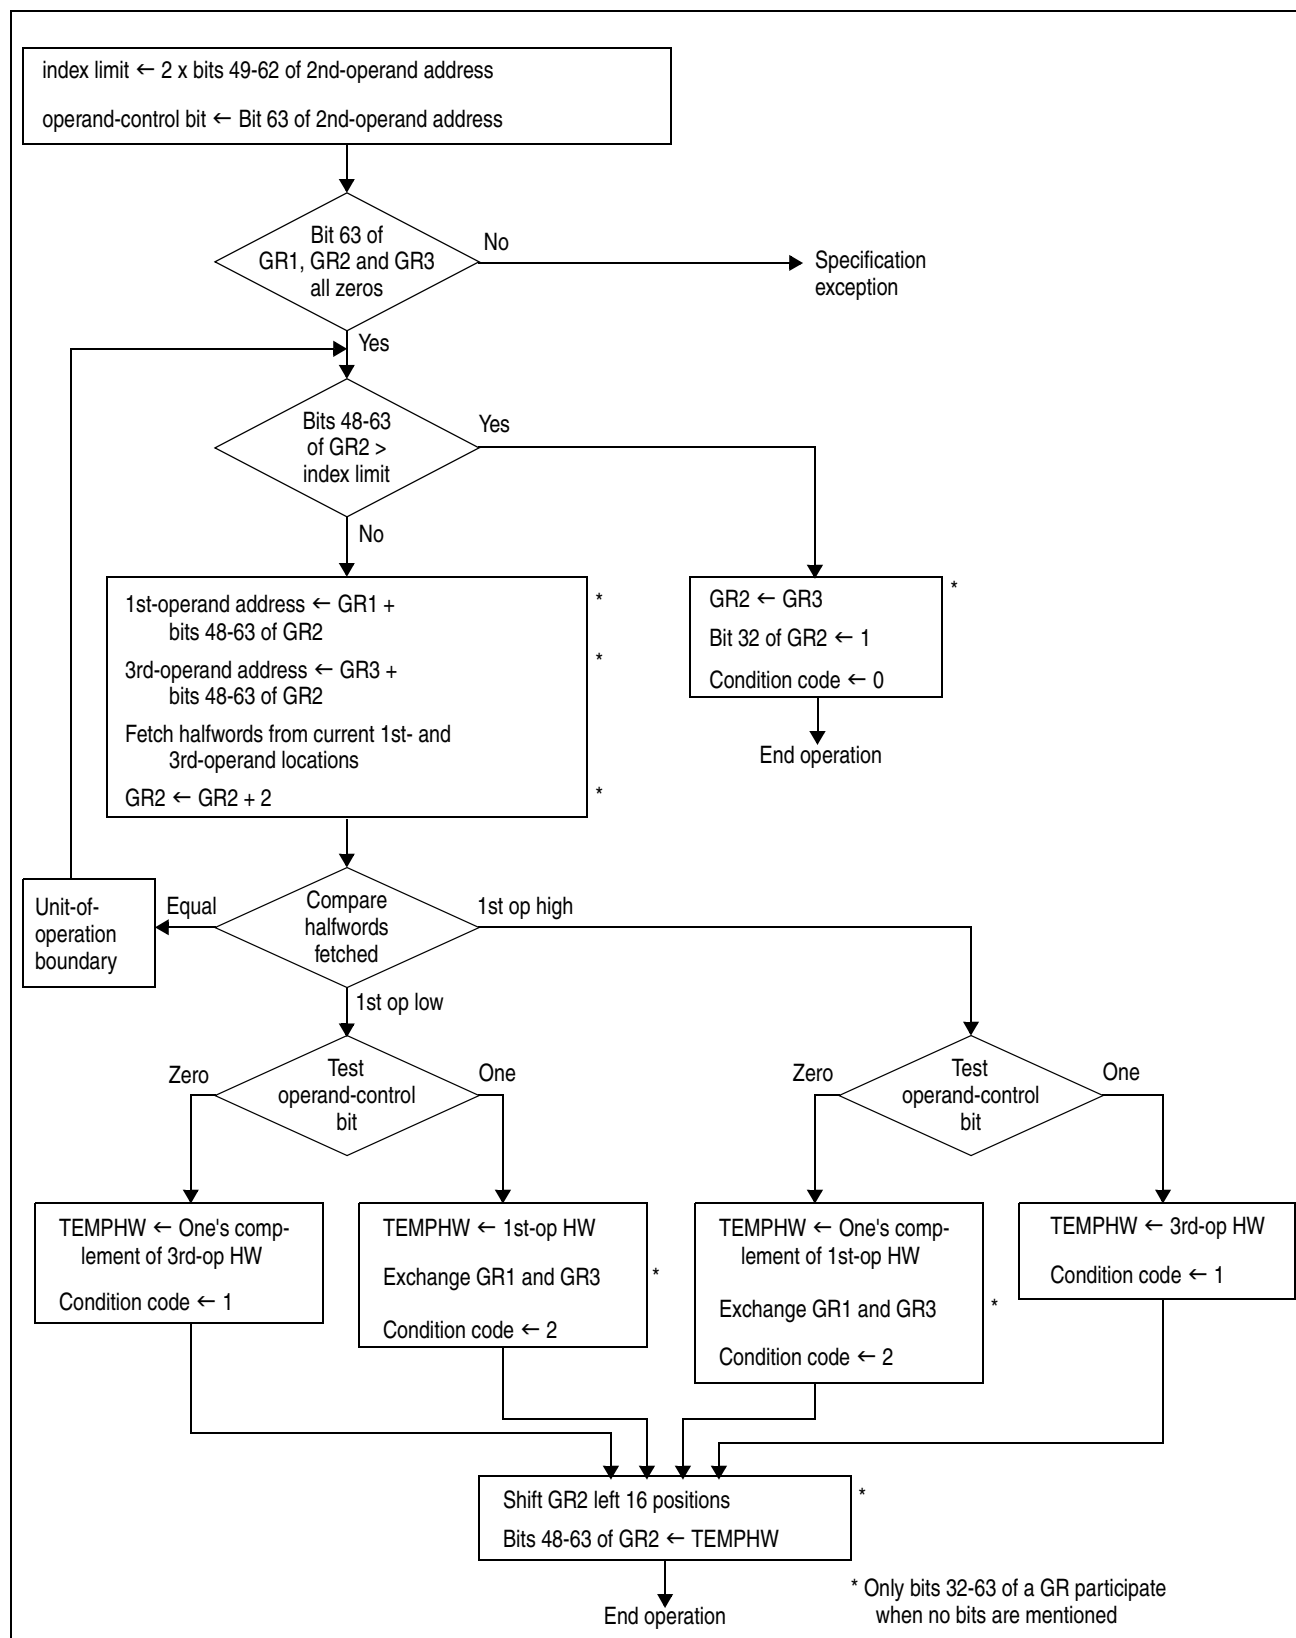 index limit ← 2 x bits 49-62 of 2nd-operand address
operand-control bit ← Bit 63 of 2nd-operand address
Bit 63 of
GR1, GR2 and GR3
all zeros
No
Specification
exception
Yes
Bits 48-63
of GR2 >
index limit
Yes
No
1st-operand address ← GR1 + *
bits 48-63 of GR2
3rd-operand address ← GR3 + *
bits 48-63 of GR2
Fetch halfwords from current 1st- and
3rd-operand locations
GR2 ← GR2 + 2 *
GR2 ← GR3 *
Bit 32 of GR2 ← 1
Condition code ← 0
End operation
Unit-of-
operation
boundary
Equal
Compare
halfwords
fetched
1st op high
1st op low
Zero
Test
operand-control
bit
One
Zero
Test
operand-control
bit
One
TEMPHW ← One's comp-
lement of 3rd-op HW
Condition code ← 1
TEMPHW ← 1st-op HW
Exchange GR1 and GR3 *
Condition code ← 2
TEMPHW ← One's comp-
lement of 1st-op HW
Exchange GR1 and GR3 *
Condition code ← 2
TEMPHW ← 3rd-op HW
Condition code ← 1
Shift GR2 left 16 positions *
Bits 48-63 of GR2 ← TEMPHW
End operation
* Only bits 32-63 of a GR participate
when no bits are mentioned